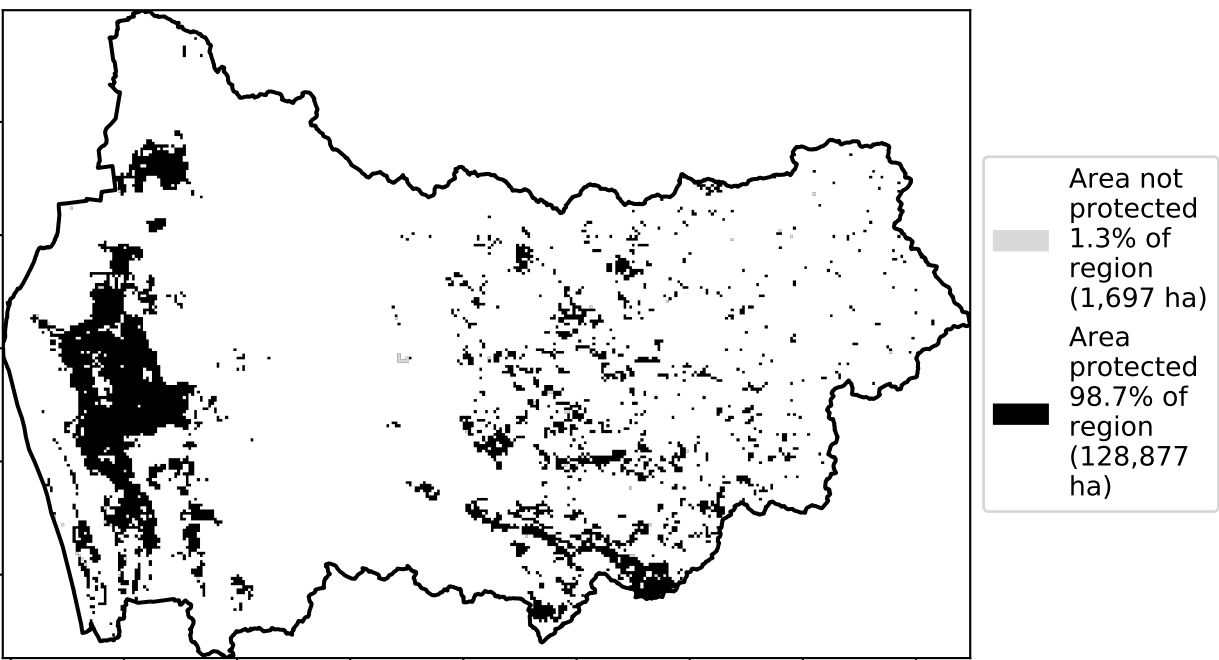 Area not
protected
1.3% of
region
(1,697 ha)
Area
protected
98.7% of
region
(128,877
ha)